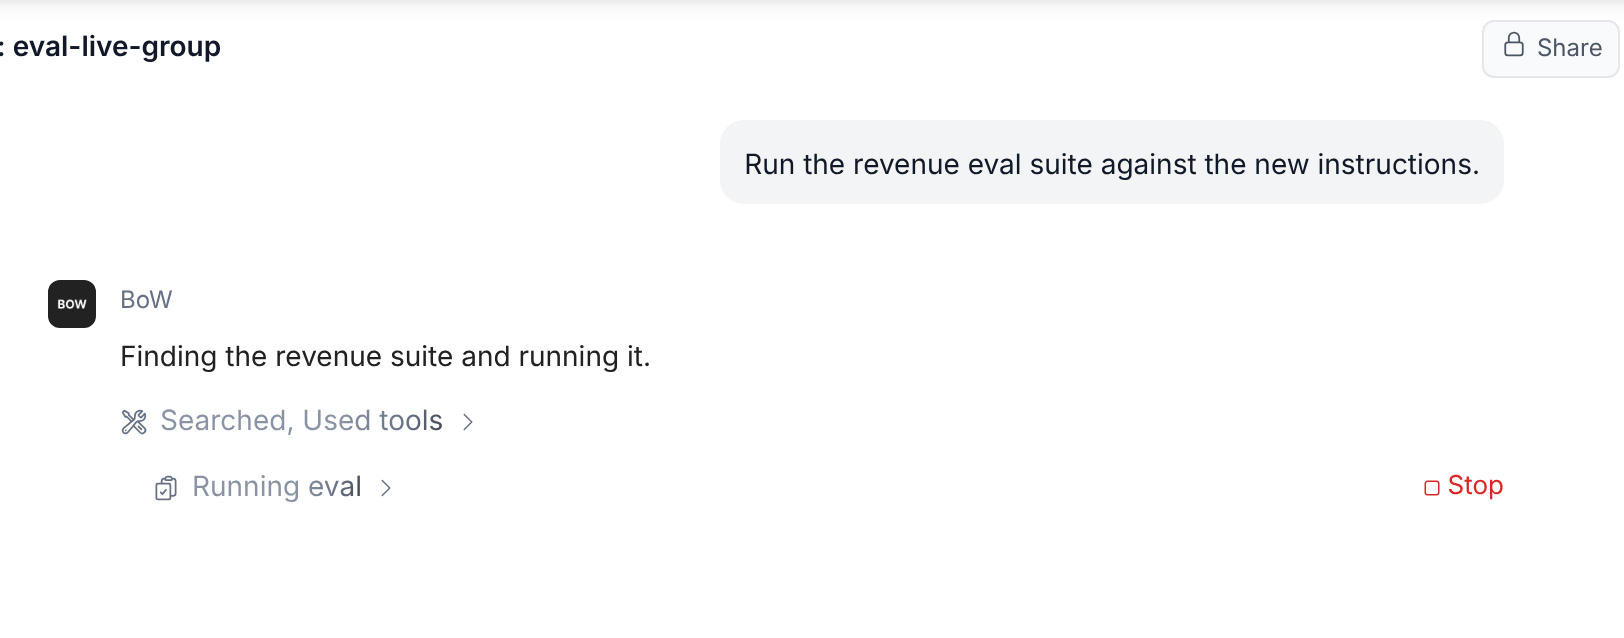 : eval-live-group
Share
Run the revenue eval suite against the new instructions.
BOW
BoW
Finding the revenue suite and running it.
Searched, Used tools
Running eval
Stop